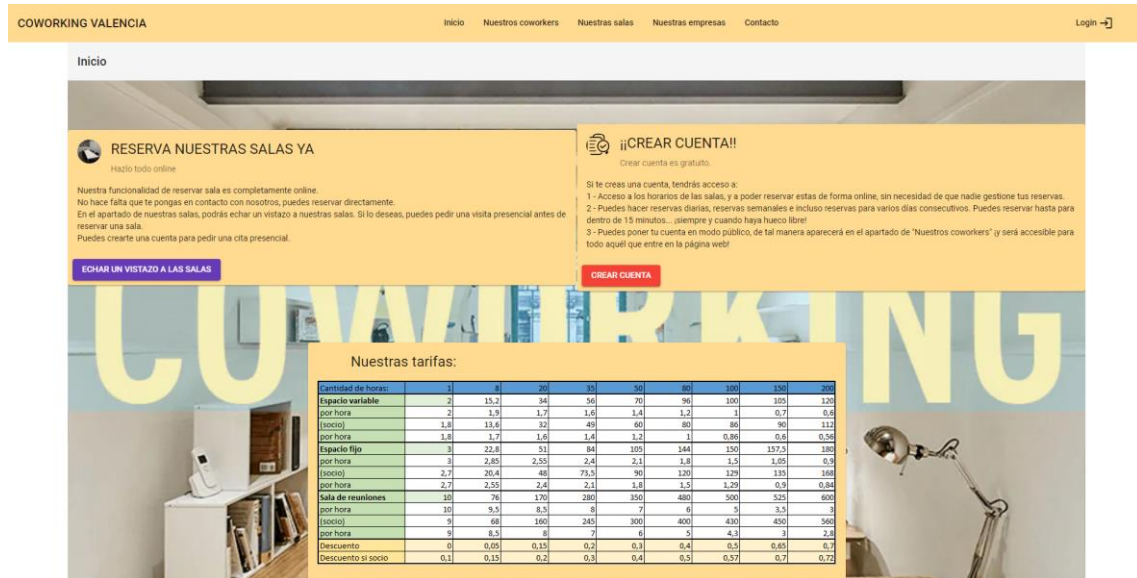 COWORKING VALENCIA
Inicio Nuestros coworkers Nuestras salas Nuestras empresas Contacto
Login
Inicio
RESERVA NUESTRAS SALAS YA
Hazlo todo online
Nuestra funcionalidad de reservar sala es completamente online.
No hace falta que te pongas en contacto con nosotros, puedes reservar directamente.
En el apartado de nuestras salas, podrás echar un vistazo a nuestras salas. Si lo deseas, puedes pedir una visita presencial antes de
reservar una sala.
Puedes crearte una cuenta para pedir una cita presencial.
ECHAR UN VISTAZO A LAS SALAS
¡¡CREAR CUENTA!!
Crear cuenta es gratuito.
Si te creas una cuenta, tendrás acceso a:
1 - Acceso a los horarios de las salas, y a poder reservar estas de forma online, sin necesidad de que nadie gestione tus reservas.
2 - Puedes hacer reservas diarias, reservas semanales e incluso reservas para varios días consecutivos. Puedes reservar hasta para
dentro de 15 minutos... ¡siempre y cuando haya hueco libre!
3 - Puedes poner tu cuenta en modo público, de tal manera aparecerá en el apartado de "Nuestros coworkers" ¡y será accesible para
todo aquél que entre en la página web!
CREAR CUENTA
COWORKING
Nuestras tarifas:
Cantidad de horas: 1 8 20 35 50 80 100 150 200
Espacio variable 2 15,2 34 56 70 96 100 105 120
por hora 2 1,9 1,7 1,6 1,4 1,2 1 0,7 0,6
(socio) 1,8 13,6 32 49 60 80 86 90 112
por hora 1,8 1,7 1,6 1,4 1,2 1 0,86 0,6 0,56
Espacio fijo 3 22,8 51 84 105 144 150 157,5 180
por hora 3 2,85 2,55 2,4 2,1 1,8 1,5 1,05 0,9
(socio) 2,7 20,4 48 73,5 90 120 129 135 168
por hora 2,7 2,55 2,4 2,1 1,8 1,5 1,29 0,9 0,84
Sala de reuniones 10 76 170 280 350 480 500 525 600
por hora 10 9,5 8,5 8 7 6 5 3,5 3
(socio) 9 68 160 245 300 400 430 450 560
por hora 9 8,5 8 7 6 5 4,3 3 2,8
Descuento 0 0,05 0,15 0,2 0,3 0,4 0,5 0,65 0,7
Descuento si socio 0,1 0,15 0,2 0,3 0,4 0,5 0,57 0,7 0,72